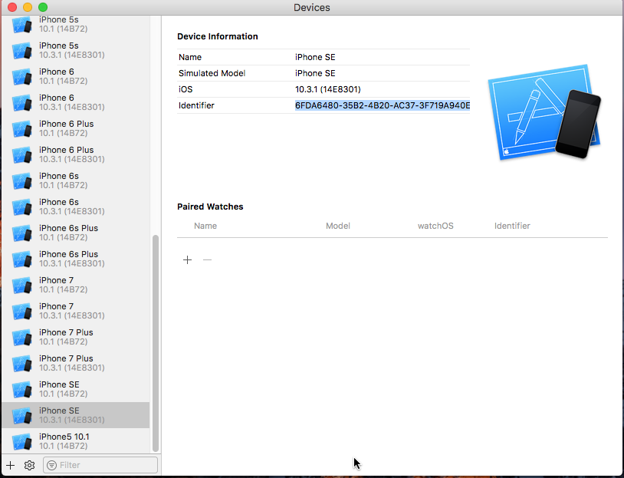 Devices
iPhone 5s
10.1 (14B72)
iPhone 5s
10.3.1 (14E8301)
iPhone 6
10.1 (14B72)
iPhone 6
10.3.1 (14E8301)
iPhone 6 Plus
10.1 (14B72)
iPhone 6 Plus
10.3.1 (14E8301)
iPhone 6s
10.1 (14B72)
iPhone 6s
10.3.1 (14E8301)
iPhone 6s Plus
10.1 (14B72)
iPhone 6s Plus
10.3.1 (14E8301)
iPhone 7
10.1 (14B72)
iPhone 7
10.3.1 (14E8301)
iPhone 7 Plus
10.1 (14B72)
iPhone 7 Plus
10.3.1 (14E8301)
iPhone SE
10.1 (14B72)
iPhone SE
10.3.1 (14E8301)
iPhone5 10.1
10.1 (14B72)
Filter
Device Information
Name iPhone SE
Simulated Model iPhone SE
iOS 10.3.1 (14E8301)
Identifier 6FDA6480-35B2-4B20-AC37-3F719A940E
Paired Watches
Name Model watchOS Identifier